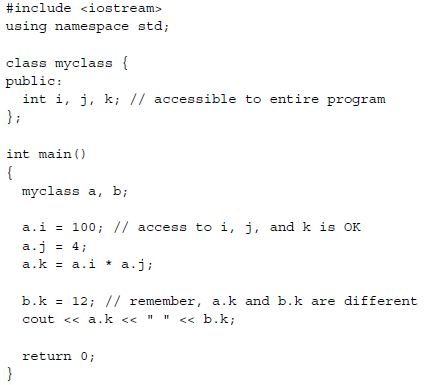 #include <iostream>
using namespace std;
class myclass {
public:
int i, j, k; // accessible to entire program
};
int main()
{
myclass a, b;
a.i = 100; // access to i, j, and k is OK
a.j = 4;
a.k = a.i * a.j;
b.k = 12; // remember, a.k and b.k are different
cout << a.k << " " << b.k;
return 0;
}